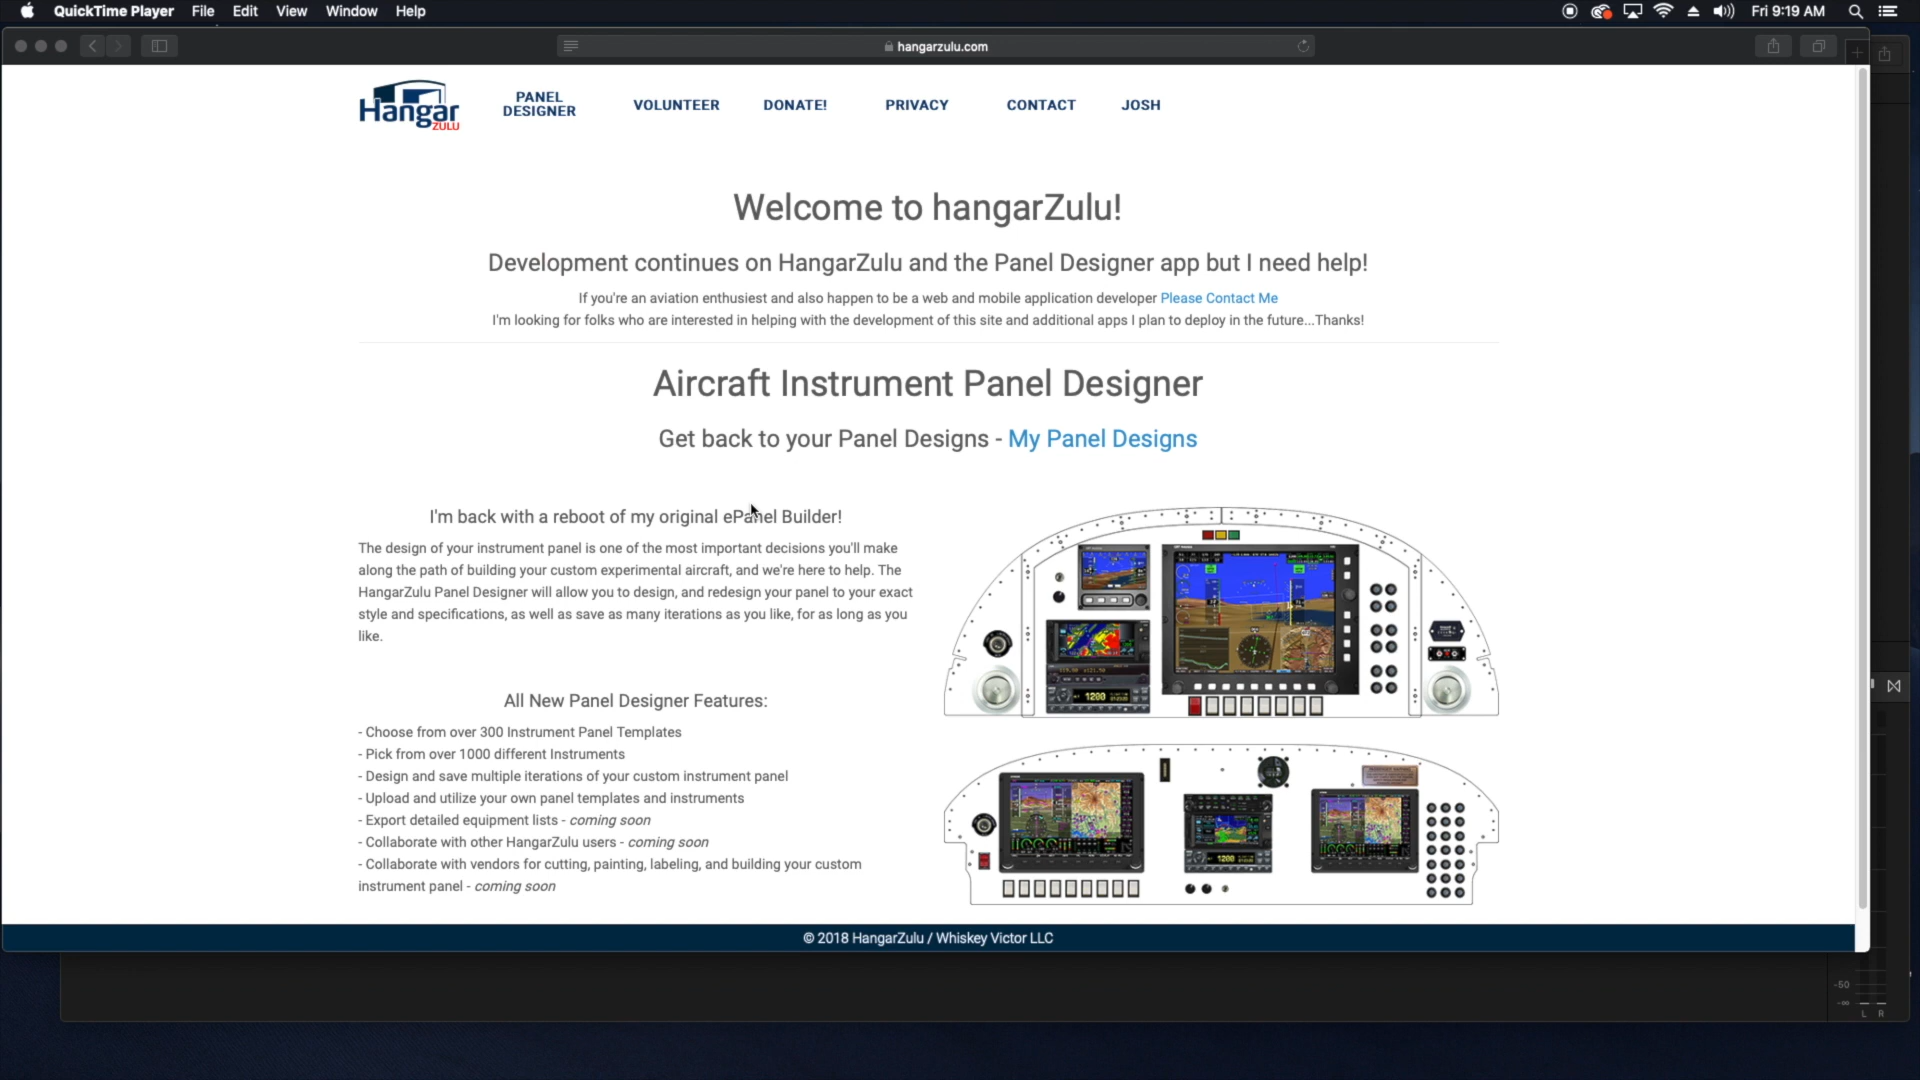 QuickTime Player File Edit View Window Help Fri 9:19 AM
hangarzulu.com
Hangar
ZULU
PANEL
DESIGNER
VOLUNTEER DONATE! PRIVACY CONTACT JOSH
Welcome to hangarZulu!
Development continues on HangarZulu and the Panel Designer app but I need help!
If you're an aviation enthusiest and also happen to be a web and mobile application developer Please Contact Me
I'm looking for folks who are interested in helping with the development of this site and additional apps I plan to deploy in the future...Thanks!
Aircraft Instrument Panel Designer
Get back to your Panel Designs - My Panel Designs
I'm back with a reboot of my original ePanel Builder!
The design of your instrument panel is one of the most important decisions you'll make
along the path of building your custom experimental aircraft, and we're here to help. The
HangarZulu Panel Designer will allow you to design, and redesign your panel to your exact
style and specifications, as well as save as many iterations as you like, for as long as you
like.
All New Panel Designer Features:
- Choose from over 300 Instrument Panel Templates
- Pick from over 1000 different Instruments
- Design and save multiple iterations of your custom instrument panel
- Upload and utilize your own panel templates and instruments
- Export detailed equipment lists - coming soon
- Collaborate with other HangarZulu users - coming soon
- Collaborate with vendors for cutting, painting, labeling, and building your custom
instrument panel - coming soon
1200
1200
© 2018 HangarZulu / Whiskey Victor LLC
-50
-∞
L R